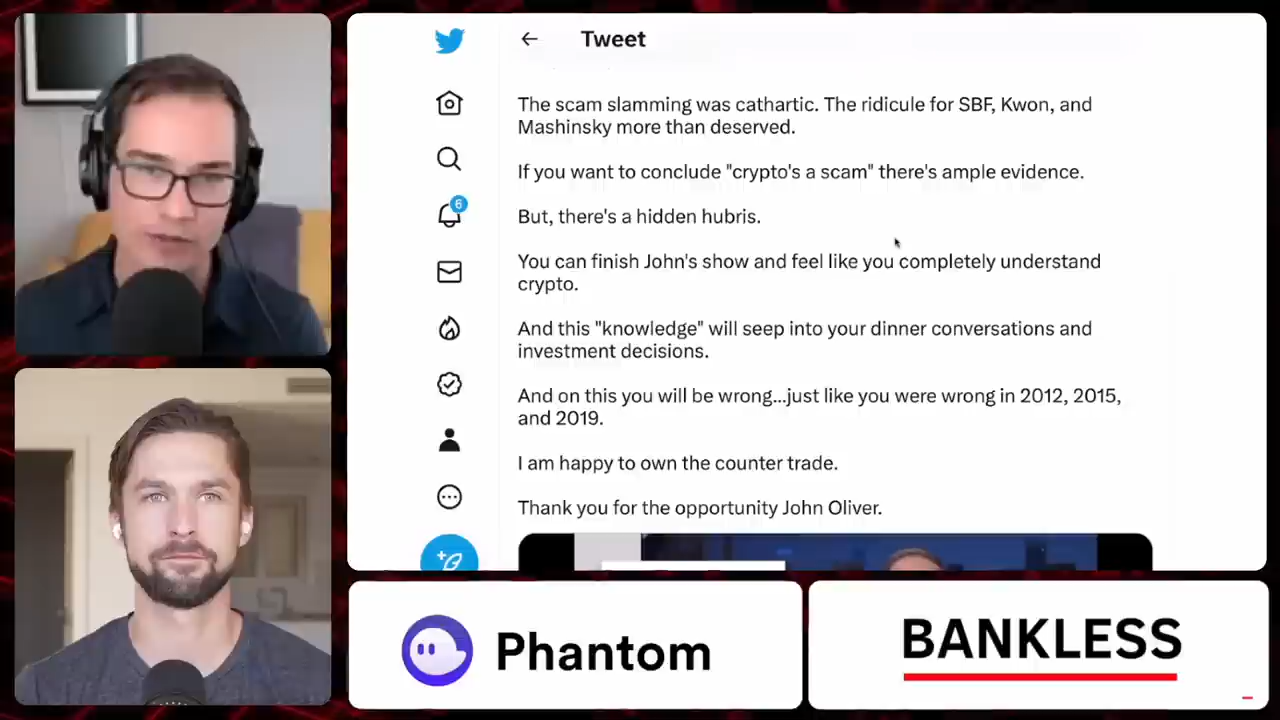 Tweet
The scam slamming was cathartic. The ridicule for SBF, Kwon, and
Mashinsky more than deserved.
If you want to conclude "crypto's a scam" there's ample evidence.
6
But, there's a hidden hubris.
You can finish John's show and feel like you completely understand
crypto.
And this "knowledge" will seep into your dinner conversations and
investment decisions.
And on this you will be wrong...just like you were wrong in 2012, 2015,
and 2019.
I am happy to own the counter trade.
Thank you for the opportunity John Oliver.
Phantom
BANKLESS